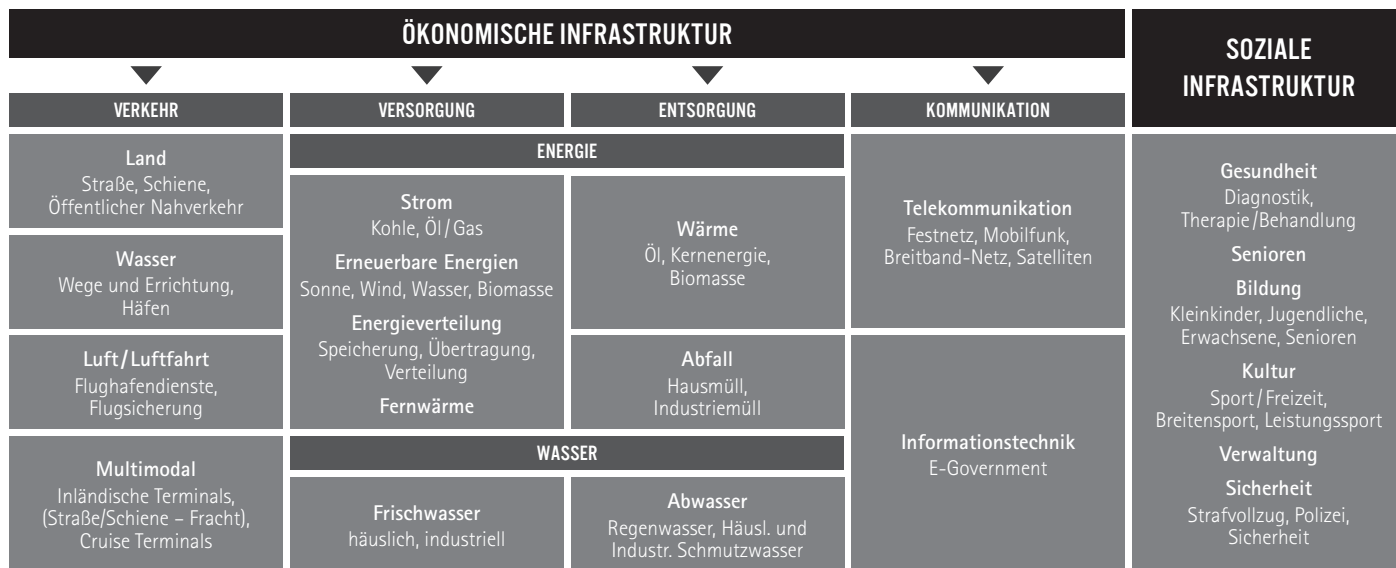 ÖKONOMISCHE INFRASTRUKTUR
SOZIALE
INFRASTRUKTUR
VERKEHR
Land
Straße, Schiene,
Öffentlicher Nahverkehr
Wasser
Wege und Errichtung,
Häfen
Luft/Luftfahrt
Flughafendienste,
Flugsicherung
Multimodal
Inländische Terminals,
(Straße/Schiene – Fracht),
Cruise Terminals
VERSORGUNG
ENTSORGUNG
ENERGIE
Strom
Kohle, Öl/Gas
Erneuerbare Energien
Sonne, Wind, Wasser, Biomasse
Energieverteilung
Speicherung, Übertragung,
Verteilung
Fernwärme
Wärme
Öl, Kernenergie,
Biomasse
Abfall
Hausmüll,
Industriemüll
WASSER
Frischwasser
häuslich, industriell
Abwasser
Regenwasser, Häusl. und
Industr. Schmutzwasser
KOMMUNIKATION
Telekommunikation
Festnetz, Mobilfunk,
Breitband-Netz, Satelliten
Informationstechnik
E-Government
Gesundheit
Diagnostik,
Therapie/Behandlung
Senioren
Bildung
Kleinkinder, Jugendliche,
Erwachsene, Senioren
Kultur
Sport/Freizeit,
Breitensport, Leistungssport
Verwaltung
Sicherheit
Strafvollzug, Polizei,
Sicherheit